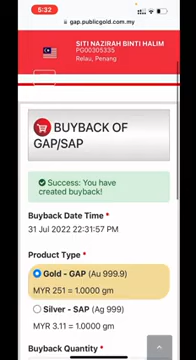 5:32
gap.publicgold.com
SITI NAZIRAH BINTI HALIM
PG00305335
Relau, Penang
BUYBACK OF
GAP/SAP
Success: You have
created buyback!
Buyback Date Time *
31 Jul 2022 22:31:57 PM
Product Type *
Gold - GAP (Au 999.9)
MYR 251 = 1.0000 gm
Silver - SAP (Ag 999)
MYR 3.11 = 1.0000 gm
Buyback Quantity *